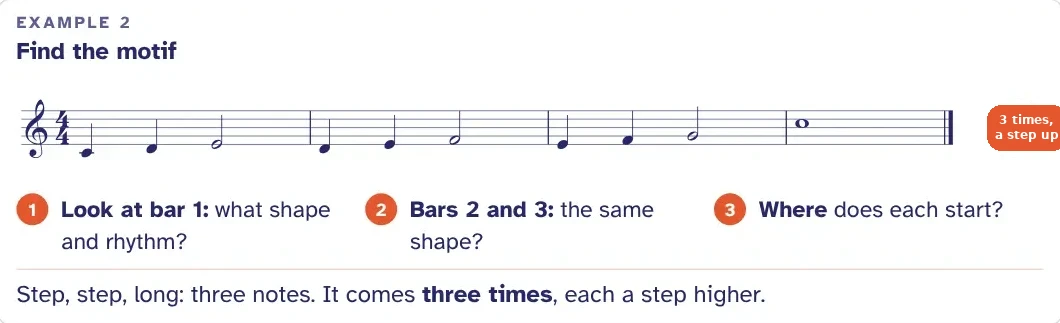 EXAMPLE 2
Find the motif
4
4
3 times,
a step up
1 Look at bar 1: what shape
and rhythm?
2 Bars 2 and 3: the same
shape?
3 Where does each start?
Step, step, long: three notes. It comes three times, each a step higher.